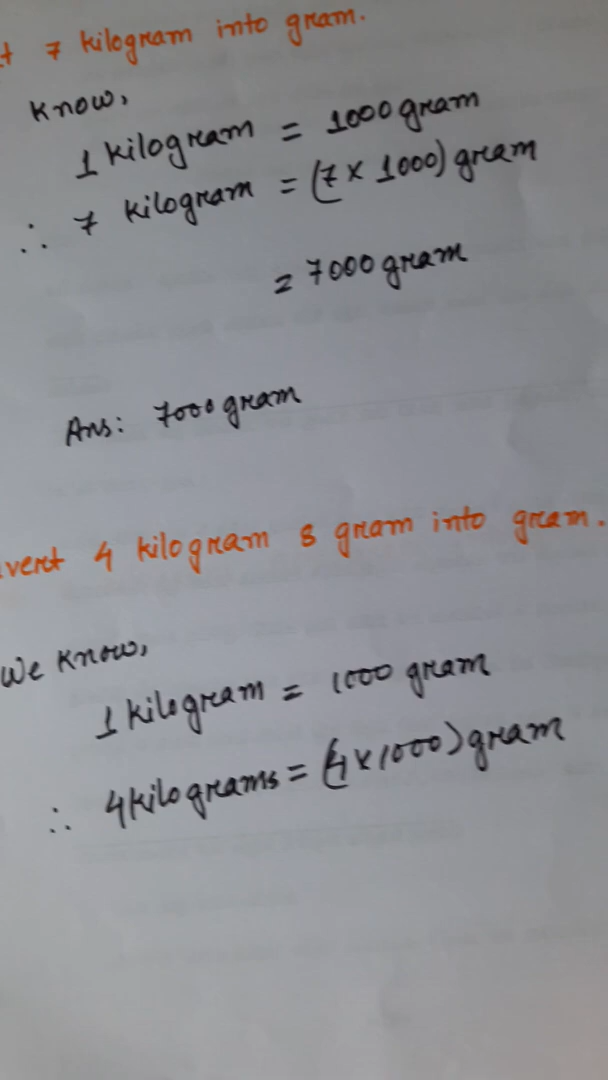 t 7 kilogram into gram.
Know,
1 kilogram = 1000 gram
∴ 7 kilogram = (7 × 1000) gram
= 7000 gram
Ans: 7000 gram
vert 4 kilogram 8 gram into gram.
We Know,
1 kilogram = 1000 gram
∴ 4 kilograms = (4 × 1000) gram